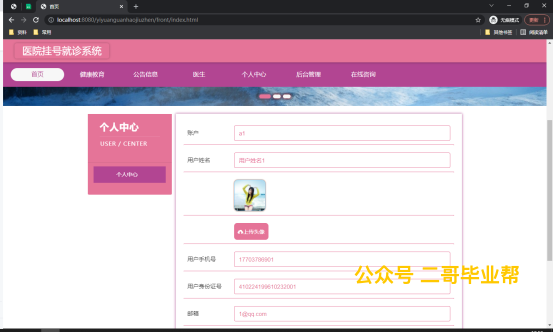 首页
localhost:8080/yiyuanguanhaojiuzhen/front/index.html
无痕模式
更新
资料
常用
其他书签
阅读清单
医院挂号就诊系统
首页 健康教育 公告信息 医生 个人中心 后台管理 在线咨询
个人中心
USER / CENTER
个人中心
账户 a1
用户姓名 用户姓名1
上传头像
用户手机号 17703786901
用户身份证号 410224199610232001
邮箱 1@qq.com
公众号 二哥毕业帮